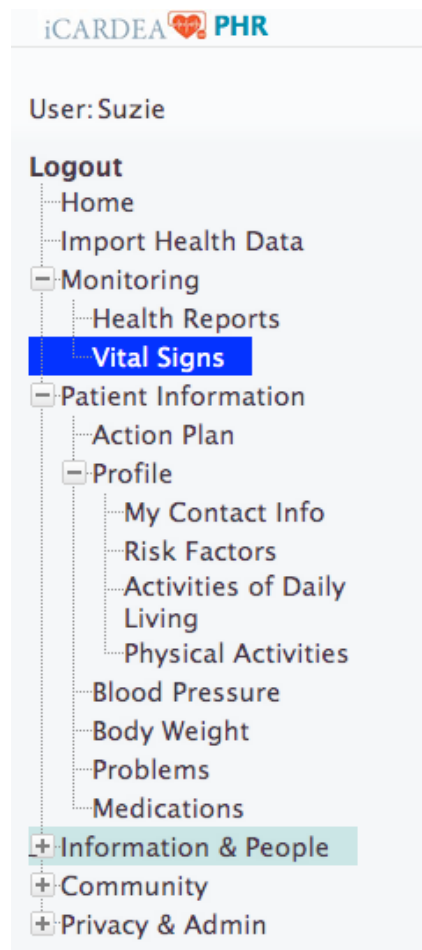 iCARDEA PHR
User: Suzie
Logout
Home
Import Health Data
Monitoring
Health Reports
Vital Signs
Patient Information
Action Plan
Profile
My Contact Info
Risk Factors
Activities of Daily
Living
Physical Activities
Blood Pressure
Body Weight
Problems
Medications
Information & People
Community
Privacy & Admin